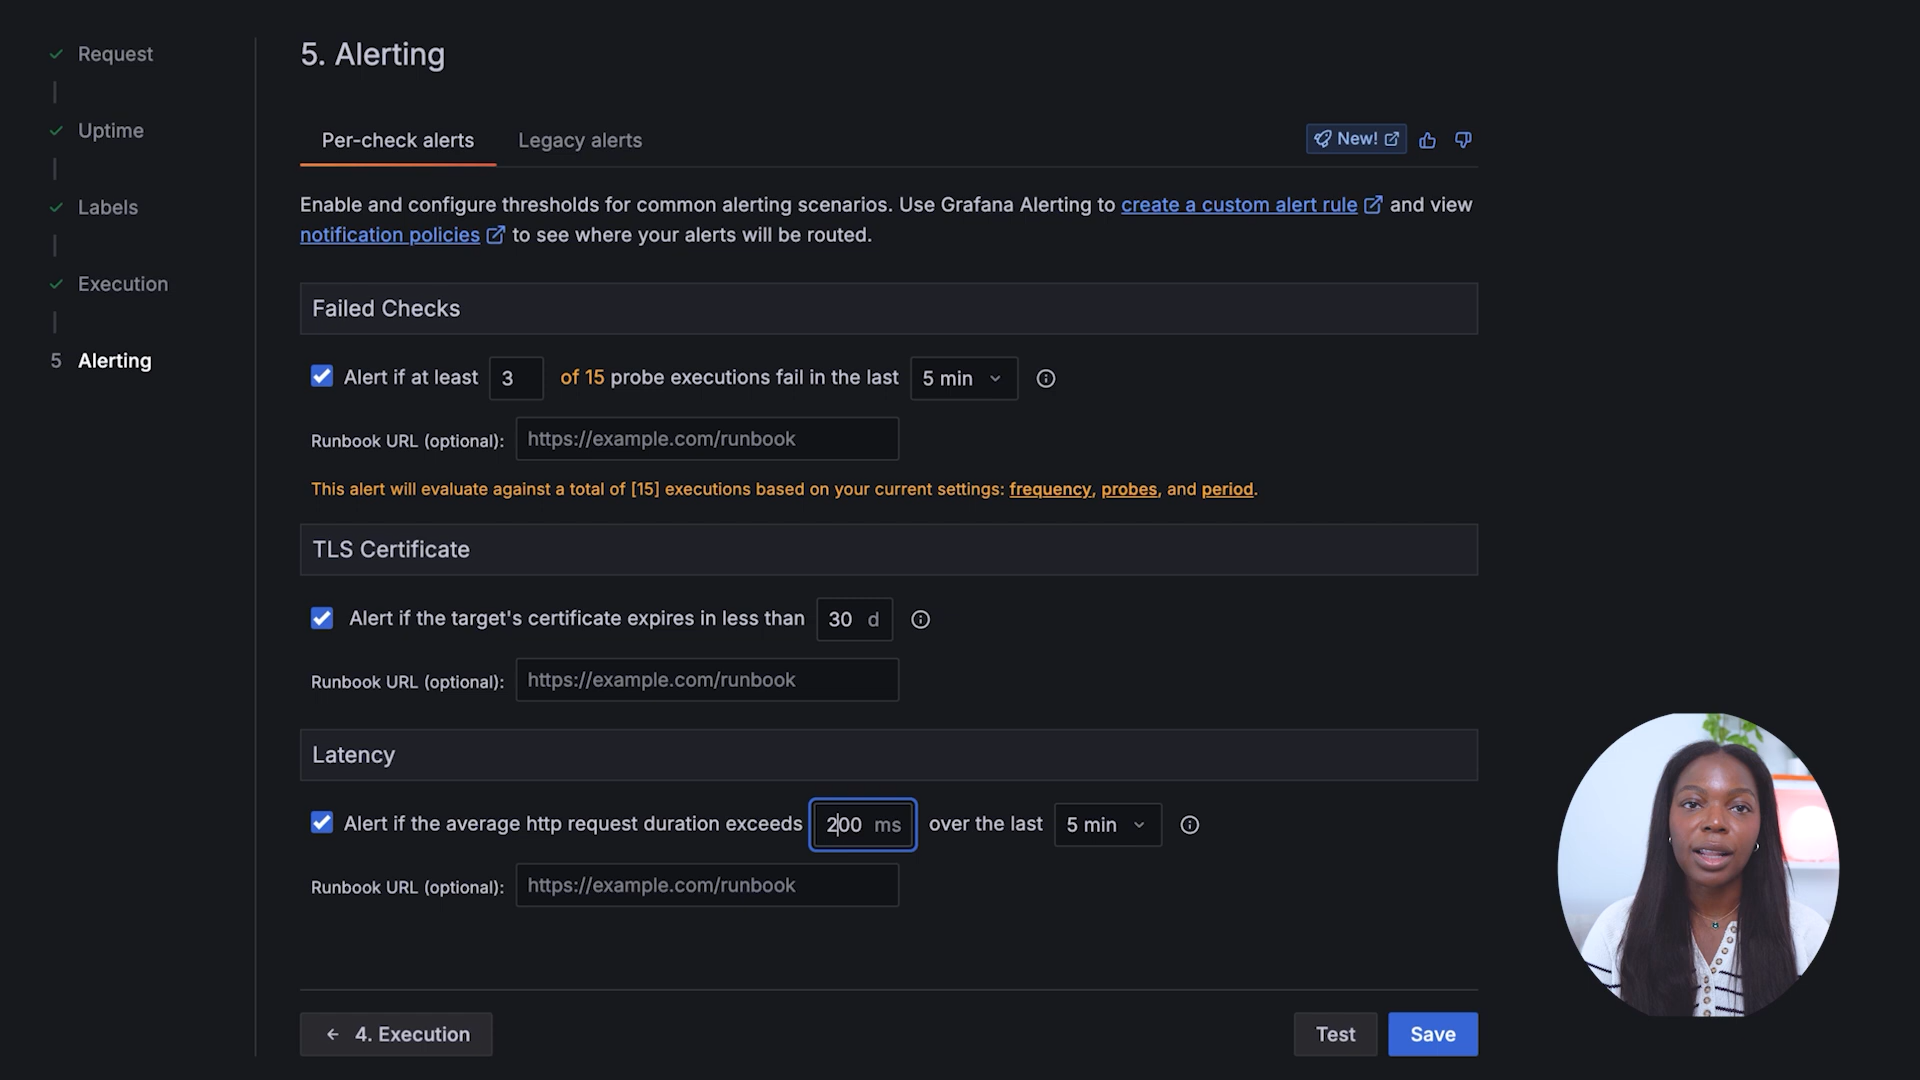 Request
Uptime
Labels
Execution
5 Alerting
5. Alerting
Per-check alerts
Legacy alerts
New!
Enable and configure thresholds for common alerting scenarios. Use Grafana Alerting to create a custom alert rule and view
notification policies to see where your alerts will be routed.
Failed Checks
Alert if at least 3 of 15 probe executions fail in the last 5 min
Runbook URL (optional): https://example.com/runbook
This alert will evaluate against a total of [15] executions based on your current settings: frequency, probes, and period.
TLS Certificate
Alert if the target's certificate expires in less than 30 d
Runbook URL (optional): https://example.com/runbook
Latency
Alert if the average http request duration exceeds 200 ms over the last 5 min
Runbook URL (optional): https://example.com/runbook
4. Execution
Test
Save